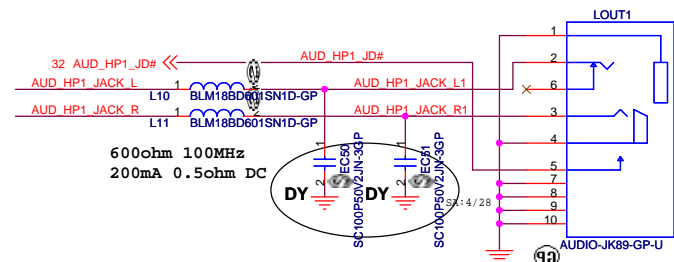 LOUT1
1
32 AUD_HP1_JD#
AUD_HP1_JD#
2
AUD_HP1_JACK_L
1
AUD_HP1_JACK_L1
6
L10
BLM18BD601SN1D-GP
AUD_HP1_JACK_R
1
AUD_HP1_JACK_R1
3
L11
BLM18BD601SN1D-GP
4
600ohm 100MHz
200mA 0.5ohm DC
1
EC50
2
SC100P50V2JN-3GP
DY
1
EC51
2
SC100P50V2JN-3GP
DY
5
7
SA:4/28
8
9
10
AUDIO-JK89-GP-U